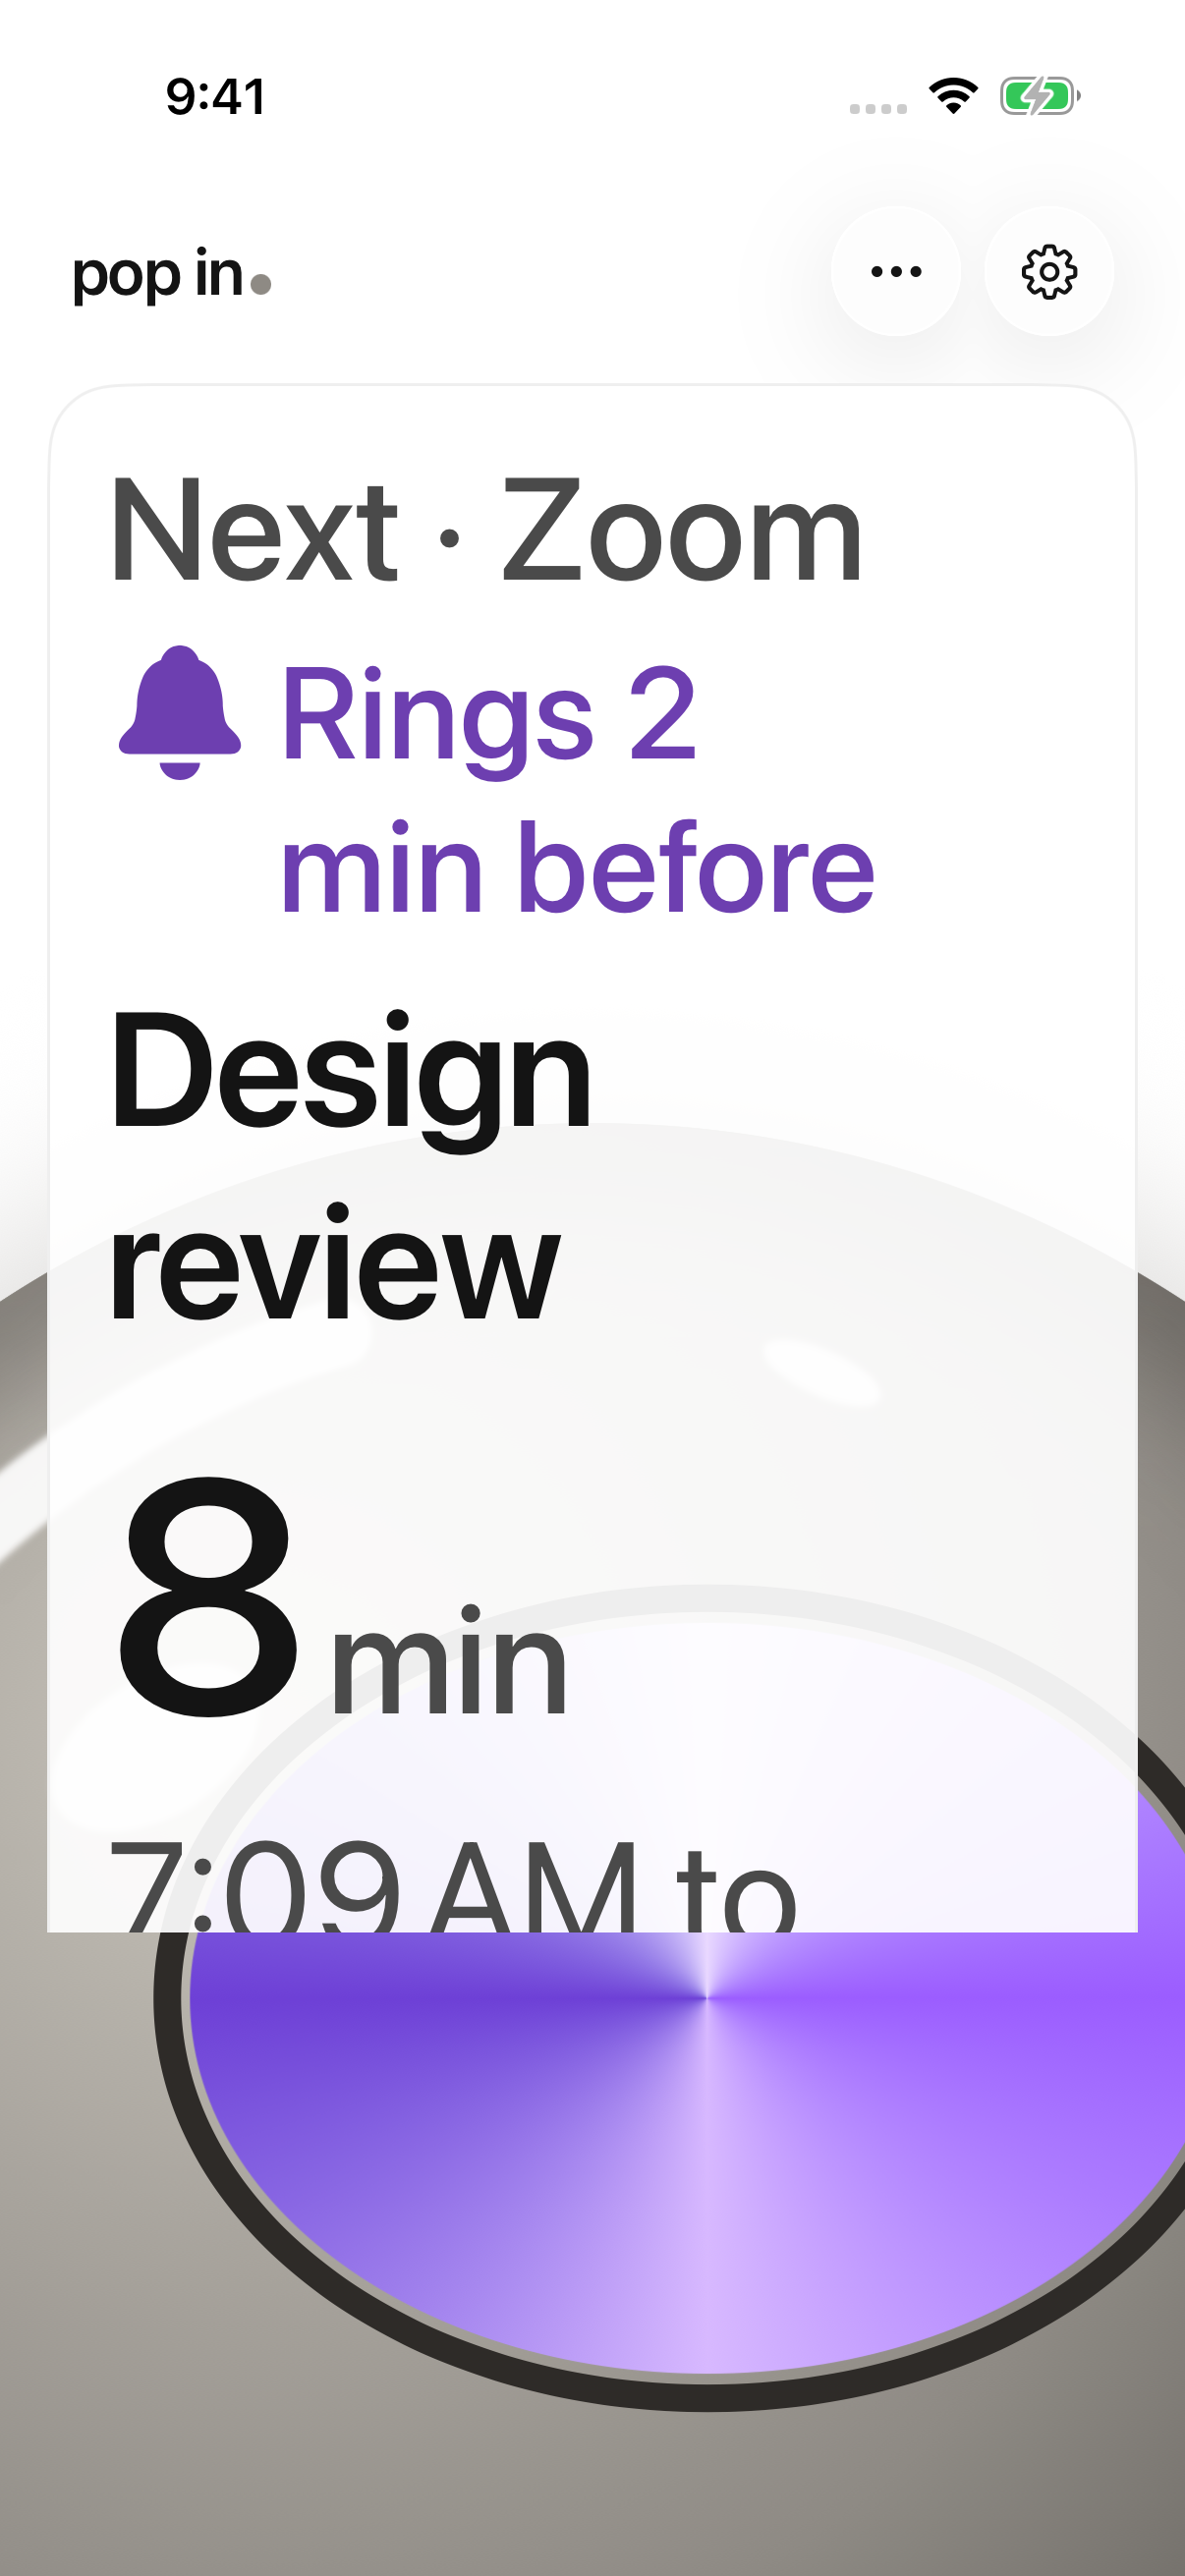 9:41
pop in
Next · Zoom
Rings 2
min before
Design
review
8 min
7:09 AM to